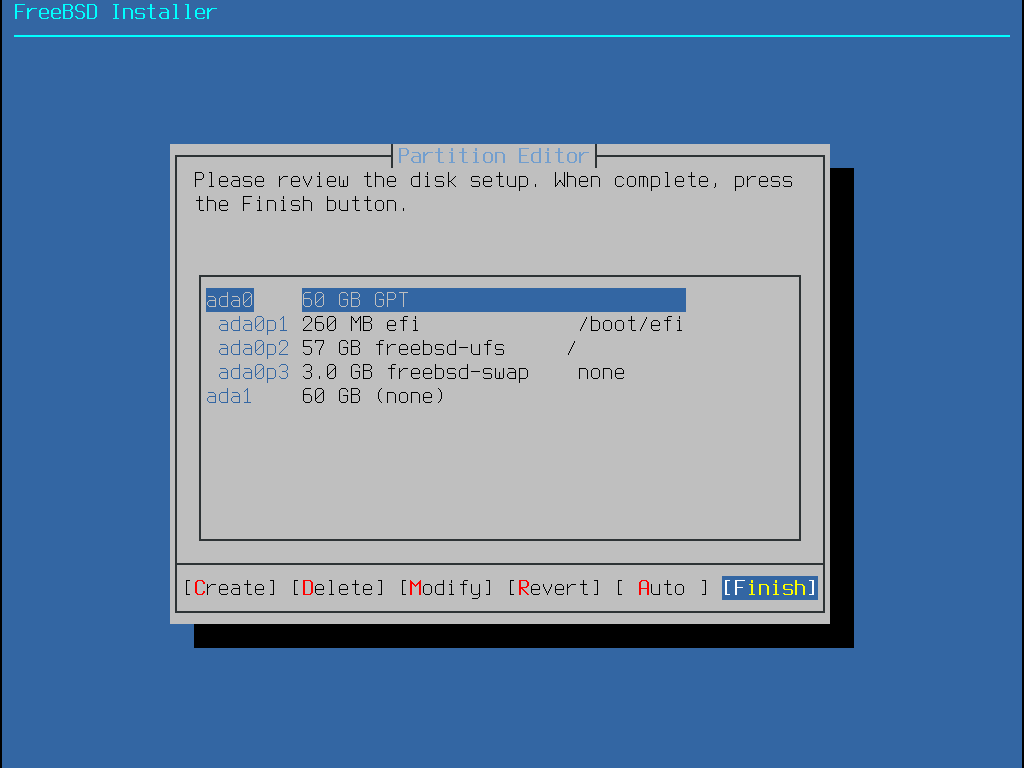 FreeBSD Installer
Partition Editor
Please review the disk setup. When complete, press
the Finish button.
ada0 60 GB GPT
ada0p1 260 MB efi /boot/efi
ada0p2 57 GB freebsd-ufs /
ada0p3 3.0 GB freebsd-swap none
ada1 60 GB (none)
[Create] [Delete] [Modify] [Revert] [ Auto ] [Finish]